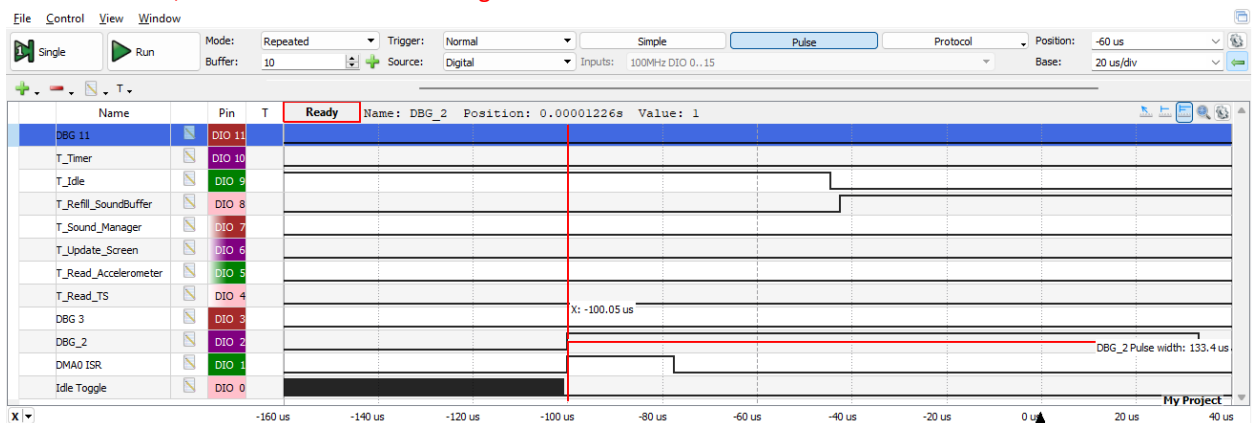 File Control View Window
Single Run Mode: Repeated Trigger: Normal Simple Pulse Protocol Position: -60 us
Buffer: 10 Source: Digital Inputs: 100MHz DIO 0..15 Base: 20 us/div
T
Name Pin T Ready Name: DBG_2 Position: 0.00001226s Value: 1
DBG 11 DIO 11
T_Timer DIO 10
T_Idle DIO 9
T_Refill_SoundBuffer DIO 8
T_Sound_Manager DIO 7
T_Update_Screen DIO 6
T_Read_Accelerometer DIO 5
T_Read_TS DIO 4
X: -100.05 us
DBG 3 DIO 3
DBG_2 DIO 2
DBG_2 Pulse width: 133.4 us
DMA0 ISR DIO 1
Idle Toggle DIO 0
My Project
X -160 us -140 us -120 us -100 us -80 us -60 us -40 us -20 us 0 us 20 us 40 us